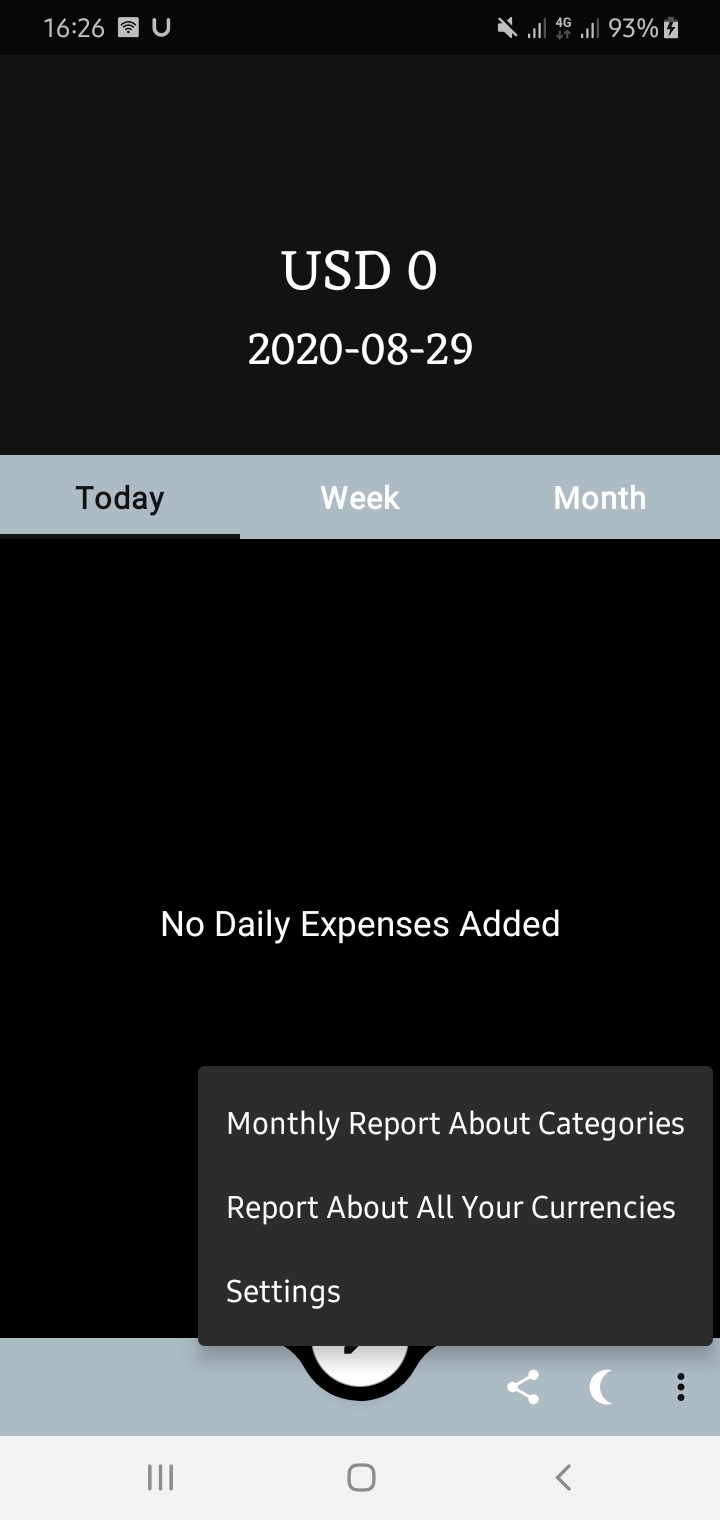 16:26 4G 93%
USD 0
2020-08-29
Today Week Month
No Daily Expenses Added
Monthly Report About Categories
Report About All Your Currencies
Settings